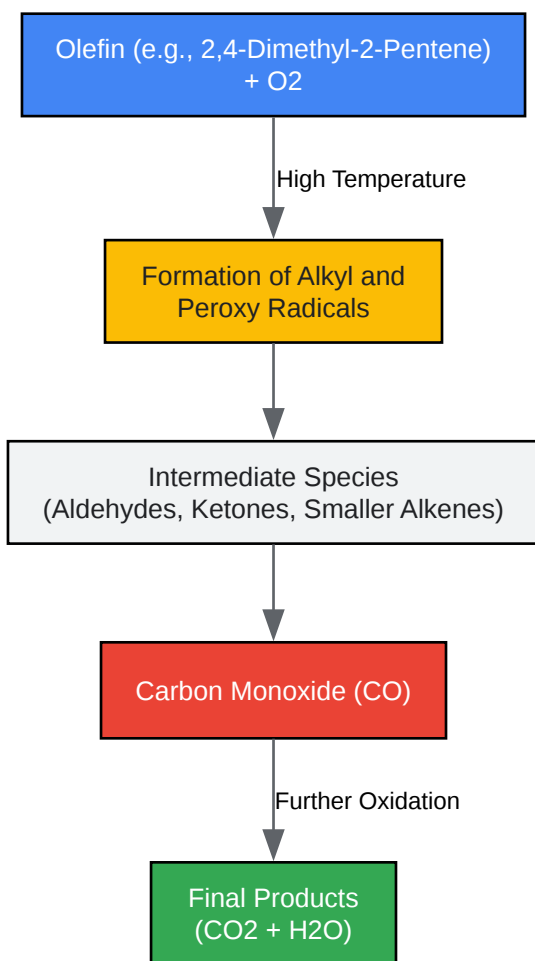 Olefin (e.g., 2,4-Dimethyl-2-Pentene)
+ O2
High Temperature
Formation of Alkyl and
Peroxy Radicals
Intermediate Species
(Aldehydes, Ketones, Smaller Alkenes)
Carbon Monoxide (CO)
Further Oxidation
Final Products
(CO2 + H2O)